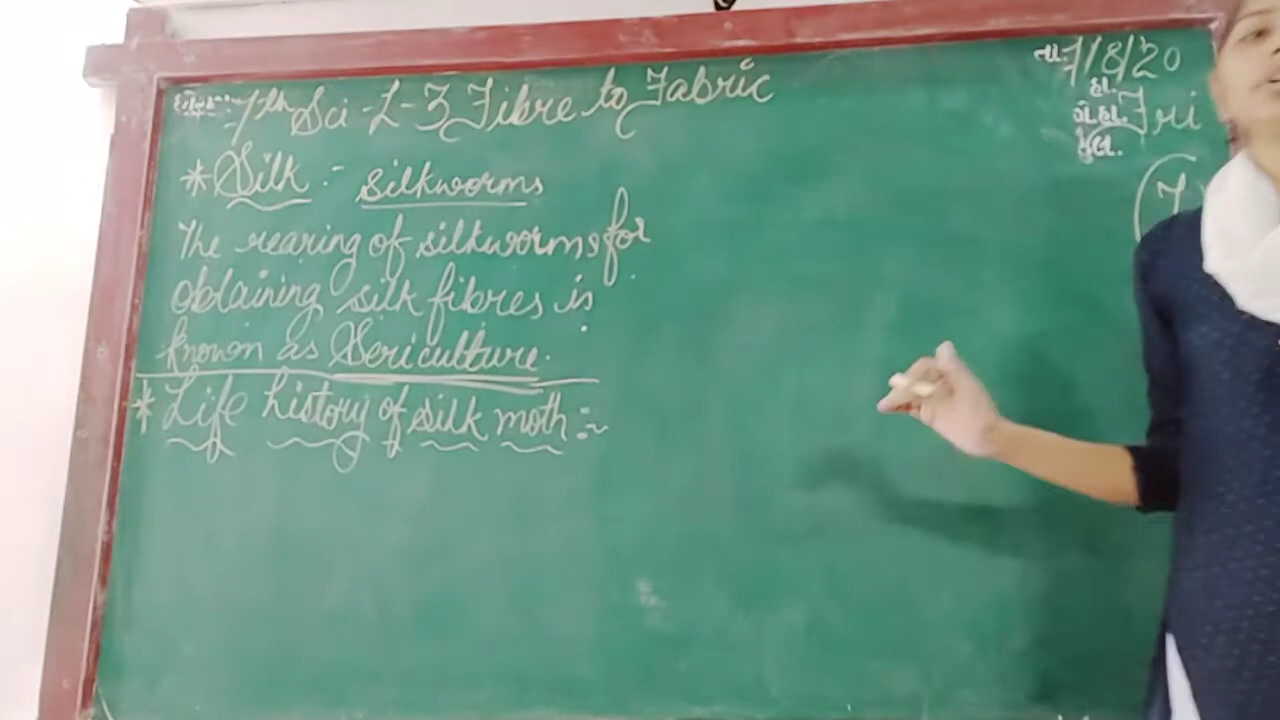 7th Sci-L-3 Fibre to Fabric
* Silk :- silkworms
The rearing of silkworms for
obtaining silk fibres is
known as Sericulture.
* Life history of silk moth :-
તા. 7/8/20
હા.
ગે.હા. Fri
કુલ.
(7